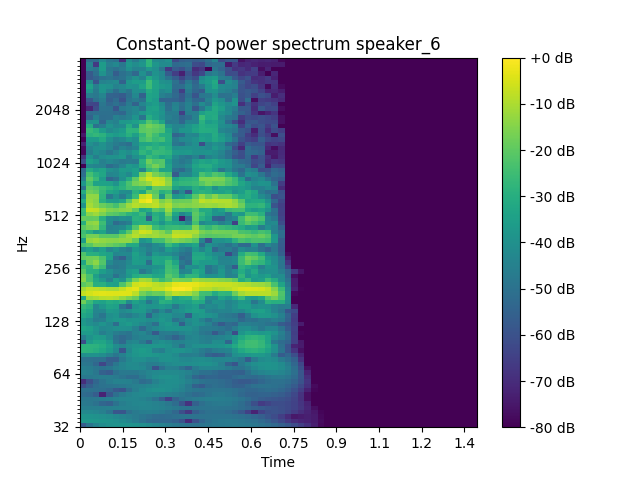 Constant-Q power spectrum speaker_6
Hz
2048
1024
512
256
128
64
32
0
0.15
0.3
0.45
0.6
0.75
0.9
1.1
1.2
1.4
Time
+0 dB
-10 dB
-20 dB
-30 dB
-40 dB
-50 dB
-60 dB
-70 dB
-80 dB